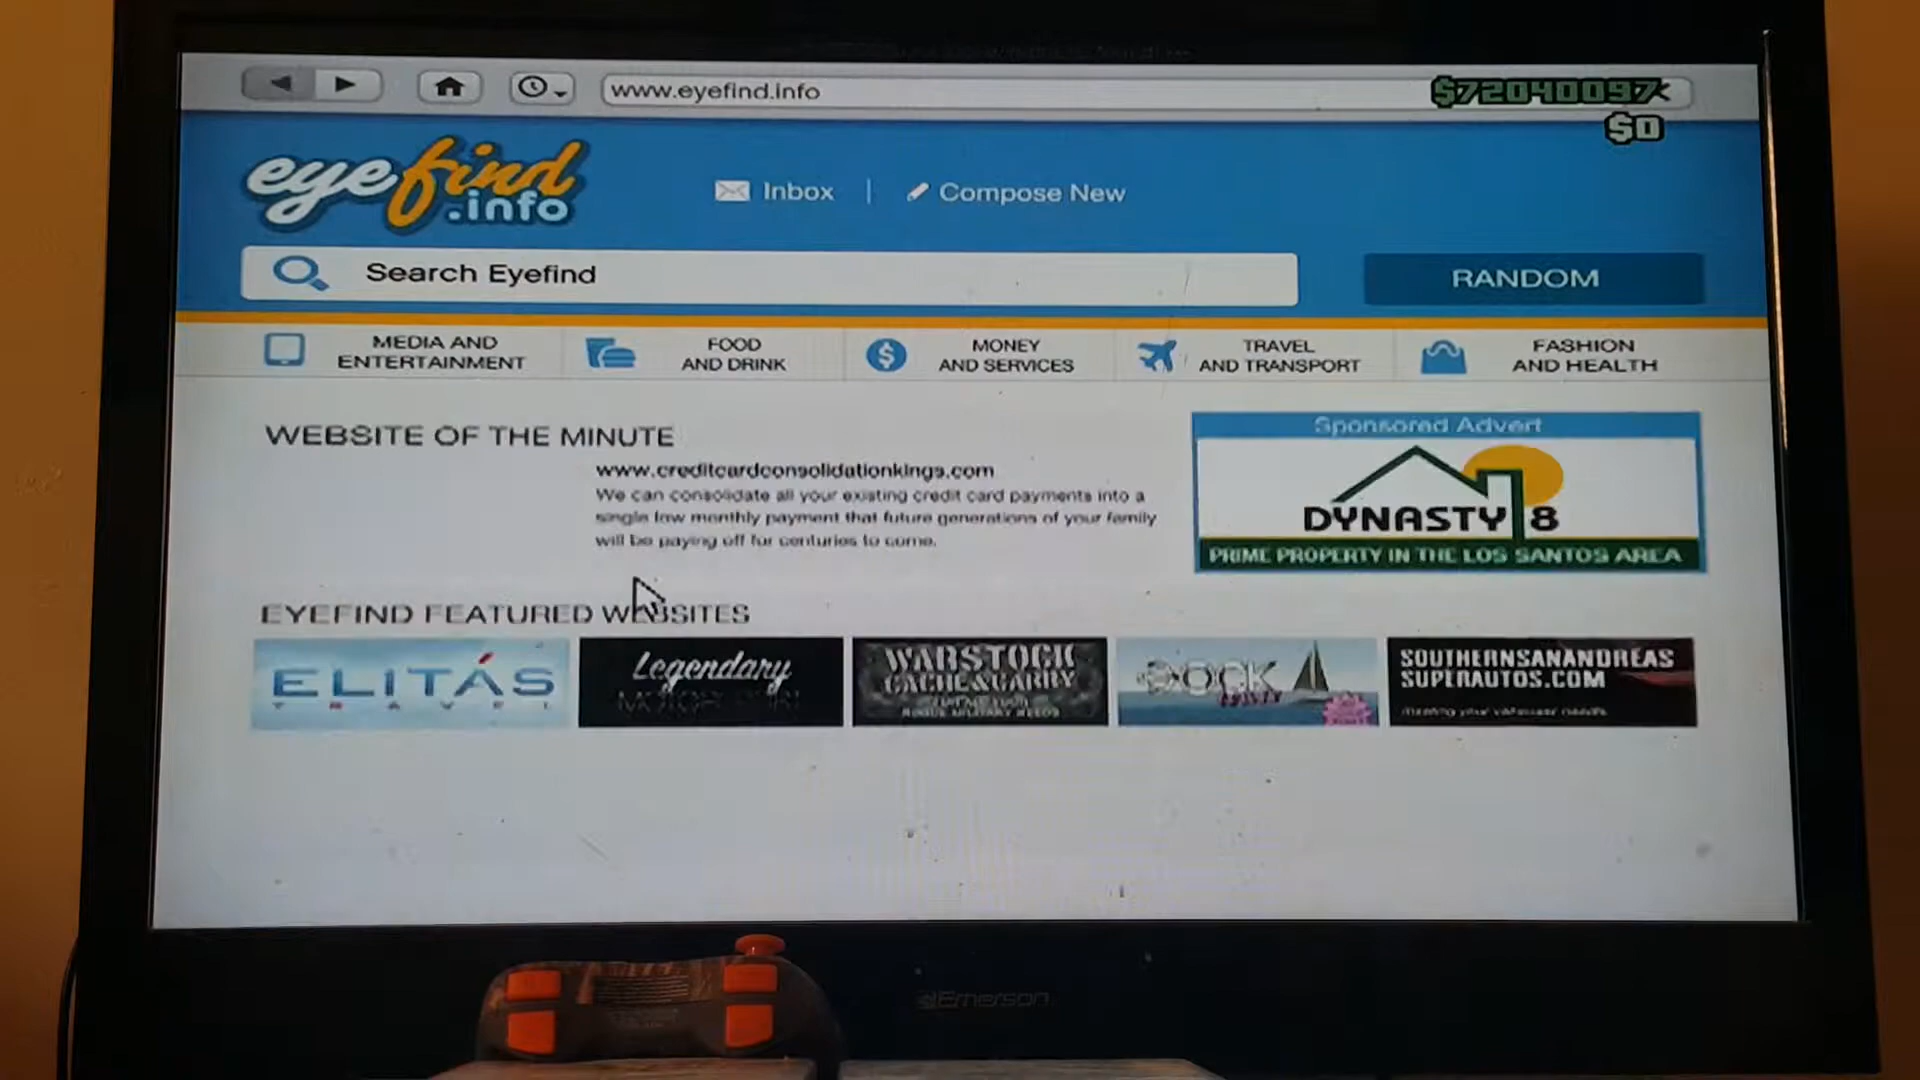 www.eyefind.info
$72040097
$0
eyefind
.info
Inbox
Compose New
Search Eyefind
RANDOM
MEDIA AND
ENTERTAINMENT
FOOD
AND DRINK
MONEY
AND SERVICES
TRAVEL
AND TRANSPORT
FASHION
AND HEALTH
WEBSITE OF THE MINUTE
www.creditcardconsolidationkings.com
We can consolidate all your existing credit card payments into a
single low monthly payment that future generations of your family
will be paying off for centuries to come.
Sponsored Advert
DYNASTY 8
PRIME PROPERTY IN THE LOS SANTOS AREA
EYEFIND FEATURED WEBSITES
ELITÁS
TRAVEL
Legendary
WARSTOCK
CACHE & CARRY
DOCK
SOUTHERNSANANDREAS
SUPERAUTOS.COM
Emerson